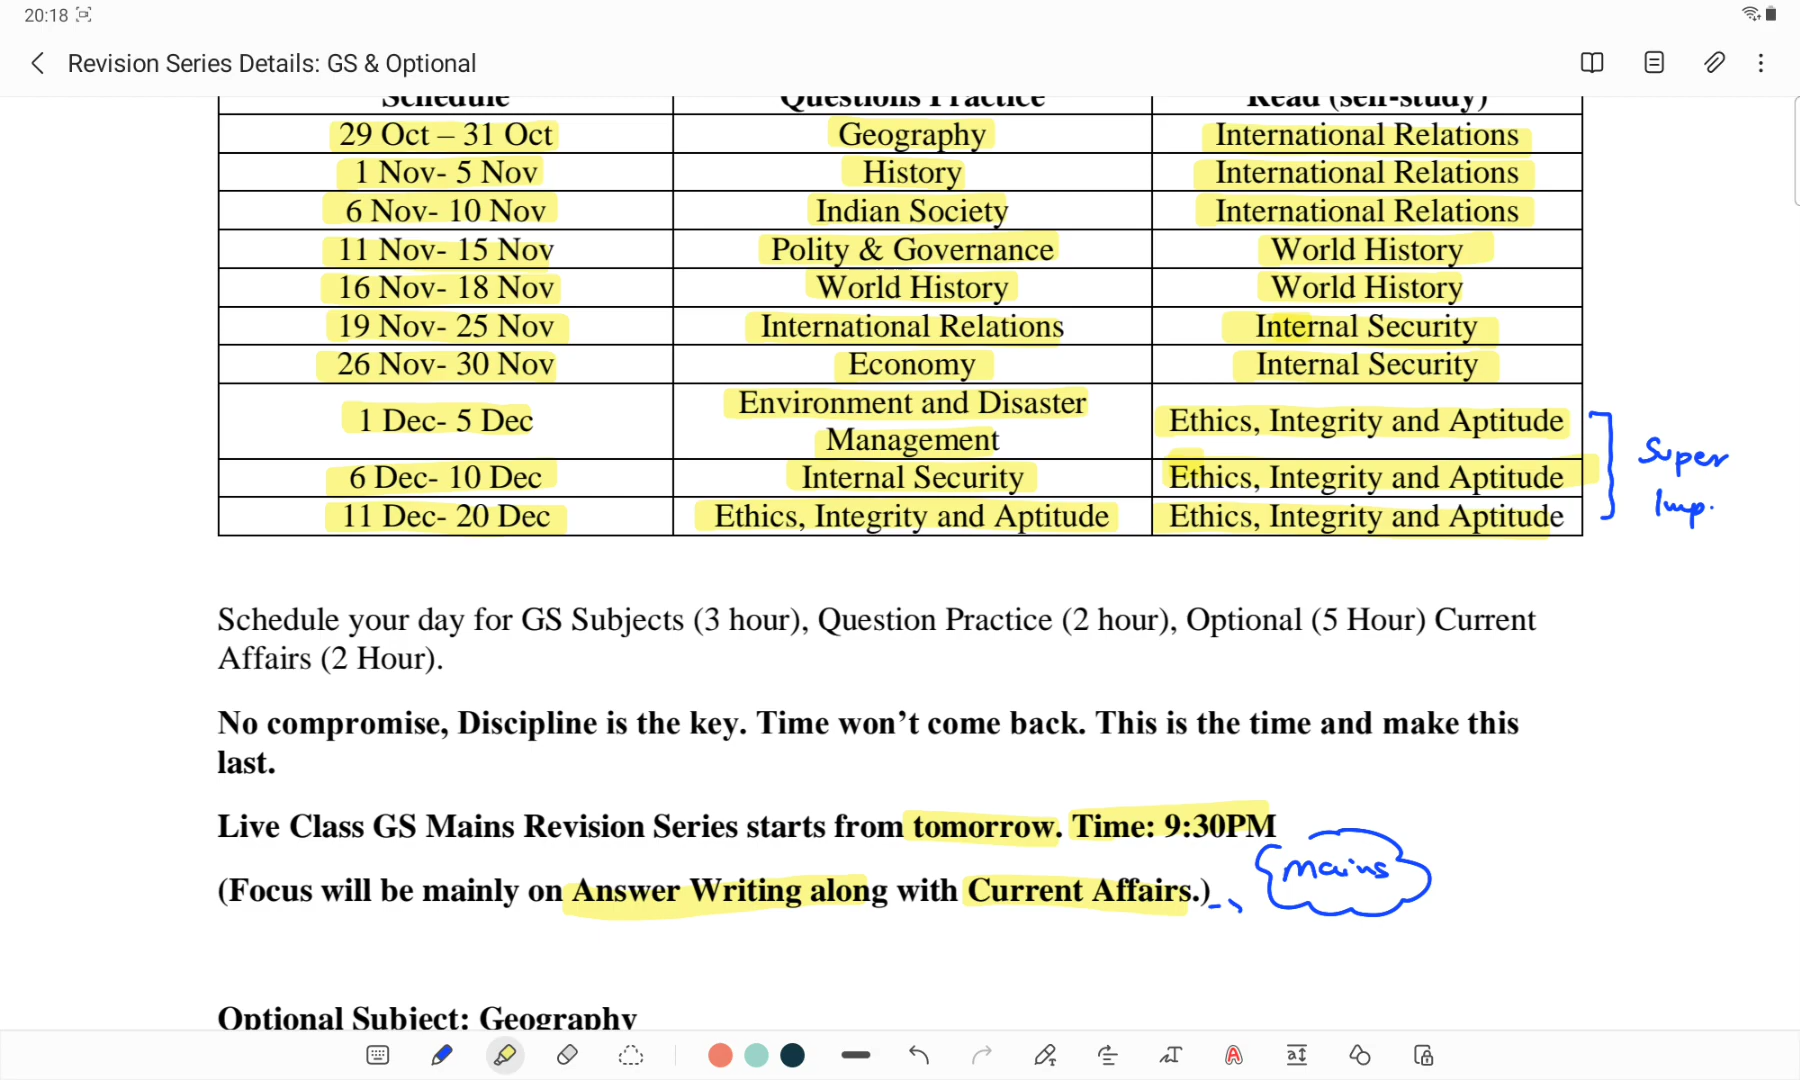 20:18
Revision Series Details: GS & Optional
Schedule Questions Practice Read (self-study)
29 Oct – 31 Oct Geography International Relations
1 Nov- 5 Nov History International Relations
6 Nov- 10 Nov Indian Society International Relations
11 Nov- 15 Nov Polity & Governance World History
16 Nov- 18 Nov World History World History
19 Nov- 25 Nov International Relations Internal Security
26 Nov- 30 Nov Economy Internal Security
1 Dec- 5 Dec Environment and Disaster Management Ethics, Integrity and Aptitude
6 Dec- 10 Dec Internal Security Ethics, Integrity and Aptitude
11 Dec- 20 Dec Ethics, Integrity and Aptitude Ethics, Integrity and Aptitude
Super
Imp.
Schedule your day for GS Subjects (3 hour), Question Practice (2 hour), Optional (5 Hour) Current
Affairs (2 Hour).
No compromise, Discipline is the key. Time won’t come back. This is the time and make this
last.
Live Class GS Mains Revision Series starts from tomorrow. Time: 9:30PM
(Focus will be mainly on Answer Writing along with Current Affairs.)
Mains
Optional Subject: Geography